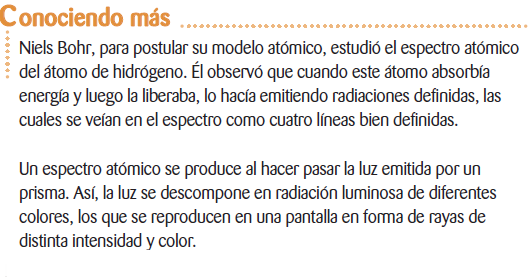 Conociendo más
Niels Bohr, para postular su modelo atómico, estudió el espectro atómico
del átomo de hidrógeno. Él observó que cuando este átomo absorbía
energía y luego la liberaba, lo hacía emitiendo radiaciones definidas, las
cuales se veían en el espectro como cuatro líneas bien definidas.
Un espectro atómico se produce al hacer pasar la luz emitida por un
prisma. Así, la luz se descompone en radiación luminosa de diferentes
colores, los que se reproducen en una pantalla en forma de rayas de
distinta intensidad y color.